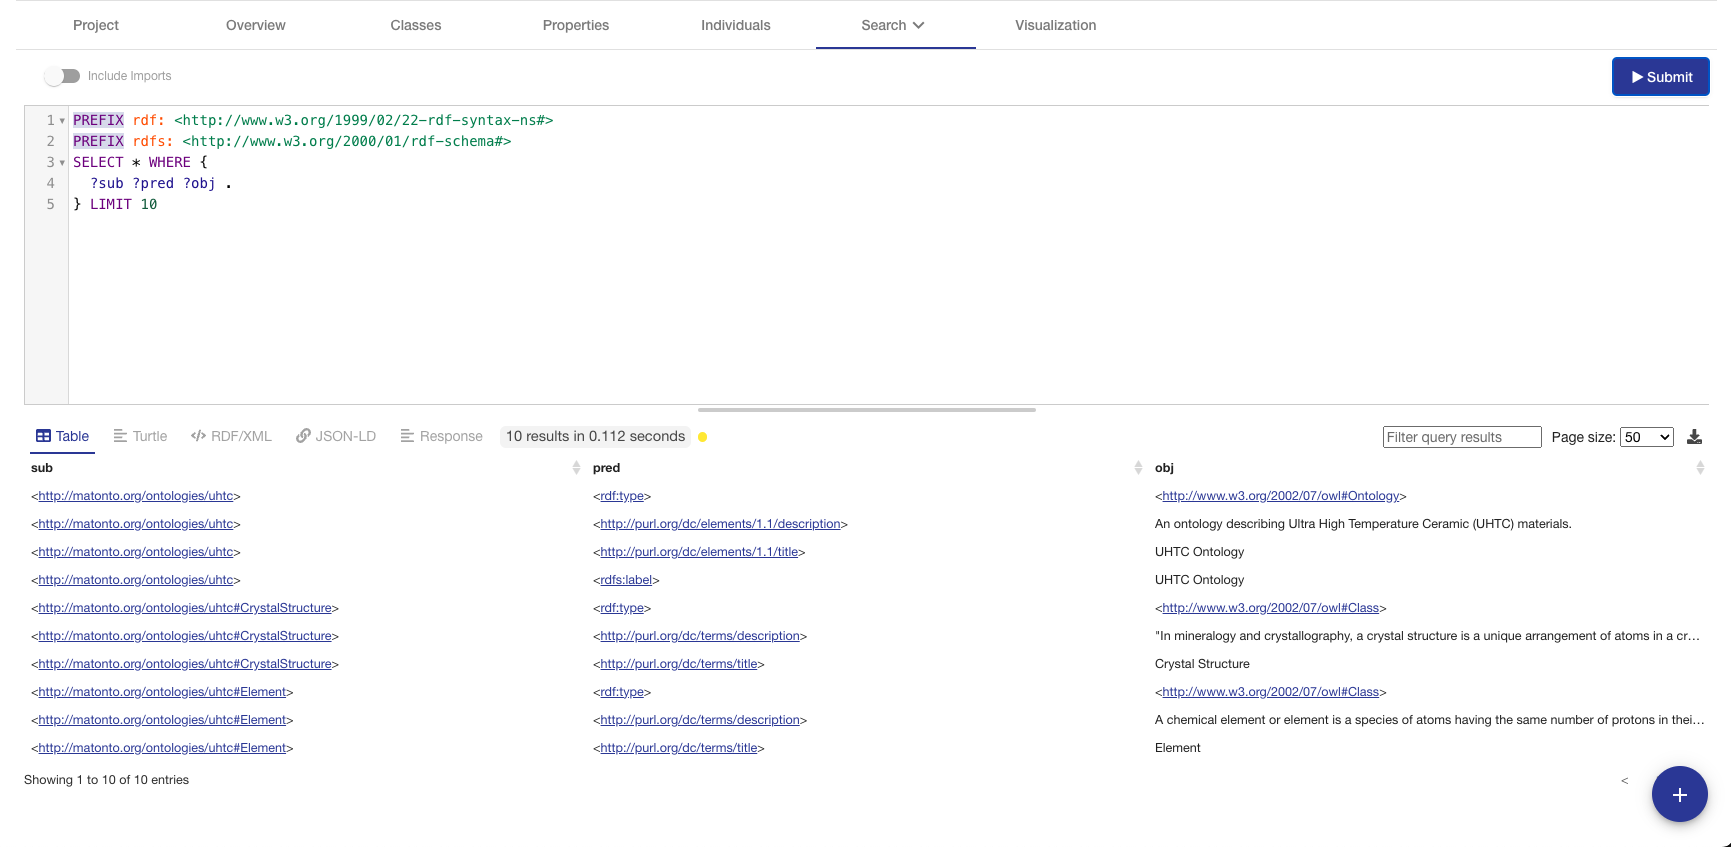 Project Overview Classes Properties Individuals Search Visualization
Include Imports
Submit
1 PREFIX rdf: <http://www.w3.org/1999/02/22-rdf-syntax-ns#>
2 PREFIX rdfs: <http://www.w3.org/2000/01/rdf-schema#>
3 SELECT * WHERE {
4 ?sub ?pred ?obj .
5 } LIMIT 10
Table Turtle RDF/XML JSON-LD Response 10 results in 0.112 seconds Filter query results Page size: 50
sub pred obj
<http://matonto.org/ontologies/uhtc> <rdf:type> <http://www.w3.org/2002/07/owl#Ontology>
<http://matonto.org/ontologies/uhtc> <http://purl.org/dc/elements/1.1/description> An ontology describing Ultra High Temperature Ceramic (UHTC) materials.
<http://matonto.org/ontologies/uhtc> <http://purl.org/dc/elements/1.1/title> UHTC Ontology
<http://matonto.org/ontologies/uhtc> <rdfs:label> UHTC Ontology
<http://matonto.org/ontologies/uhtc#CrystalStructure> <rdf:type> <http://www.w3.org/2002/07/owl#Class>
<http://matonto.org/ontologies/uhtc#CrystalStructure> <http://purl.org/dc/terms/description> "In mineralogy and crystallography, a crystal structure is a unique arrangement of atoms in a cr...
<http://matonto.org/ontologies/uhtc#CrystalStructure> <http://purl.org/dc/terms/title> Crystal Structure
<http://matonto.org/ontologies/uhtc#Element> <rdf:type> <http://www.w3.org/2002/07/owl#Class>
<http://matonto.org/ontologies/uhtc#Element> <http://purl.org/dc/terms/description> A chemical element or element is a species of atoms having the same number of protons in thei...
<http://matonto.org/ontologies/uhtc#Element> <http://purl.org/dc/terms/title> Element
Showing 1 to 10 of 10 entries <
+